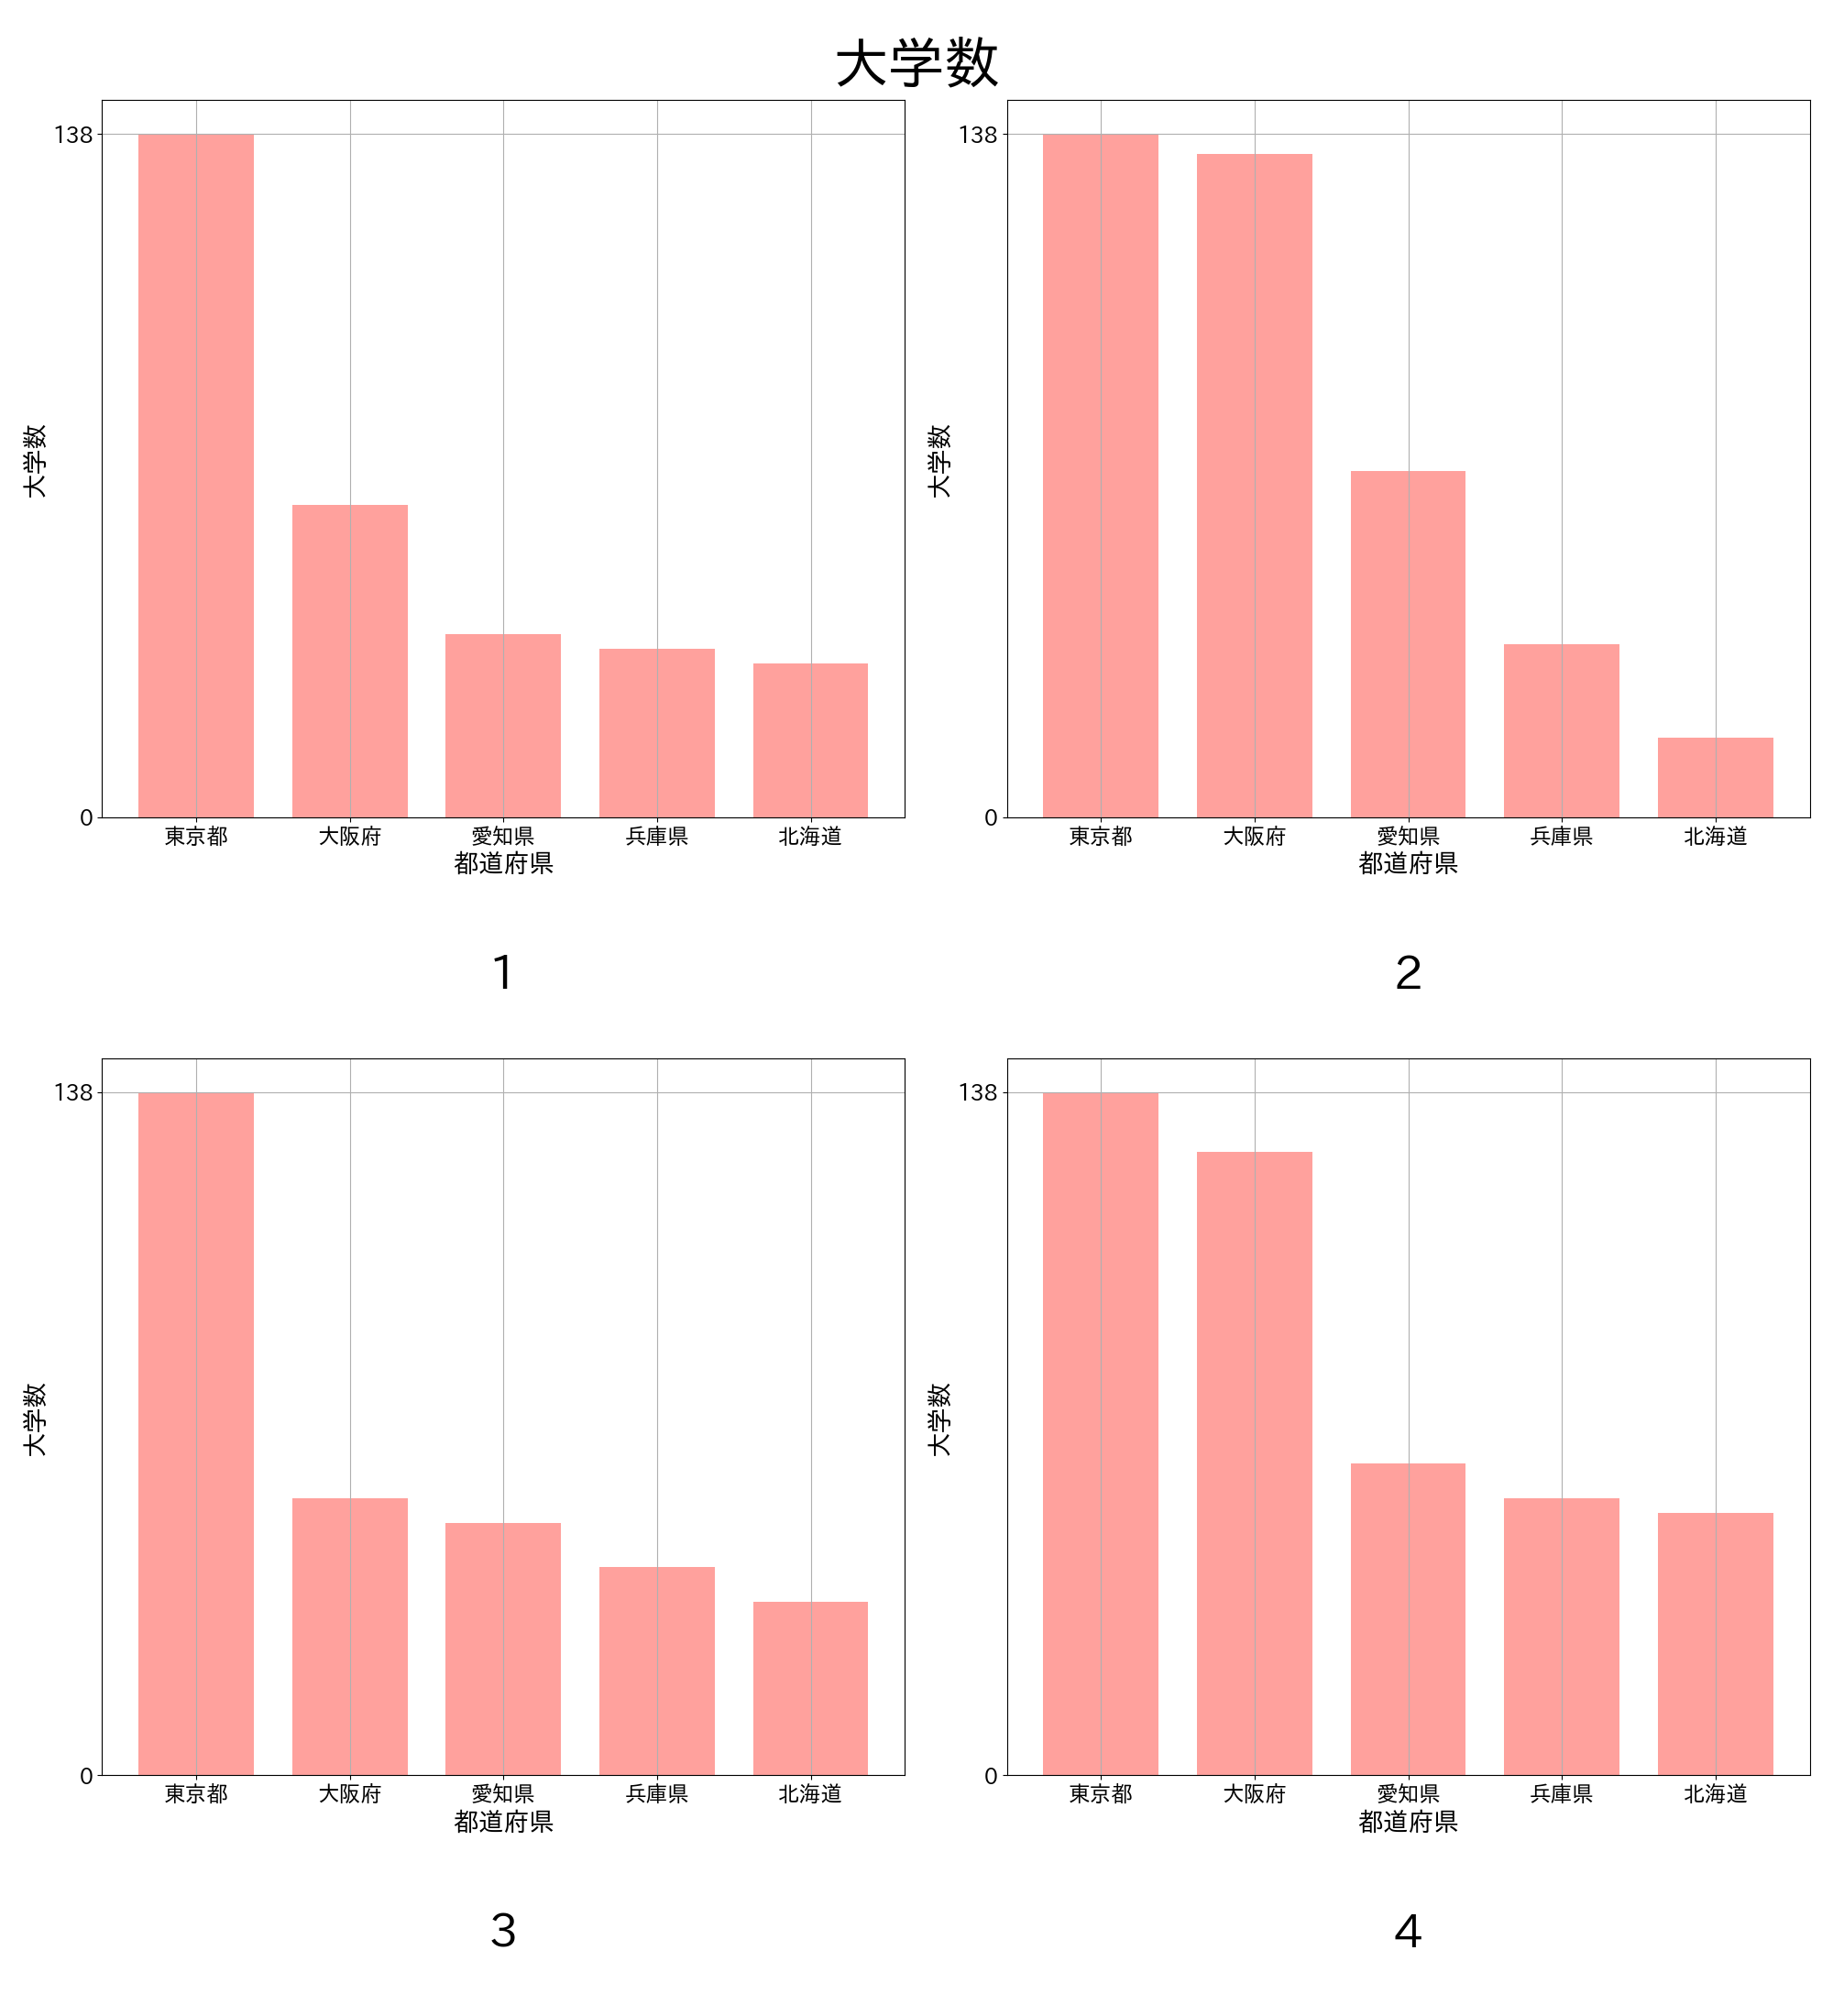 大学数
138
0
大学数
東京都 大阪府 愛知県 兵庫県 北海道
都道府県
1
138
0
大学数
東京都 大阪府 愛知県 兵庫県 北海道
都道府県
2
138
0
大学数
東京都 大阪府 愛知県 兵庫県 北海道
都道府県
3
138
0
大学数
東京都 大阪府 愛知県 兵庫県 北海道
都道府県
4